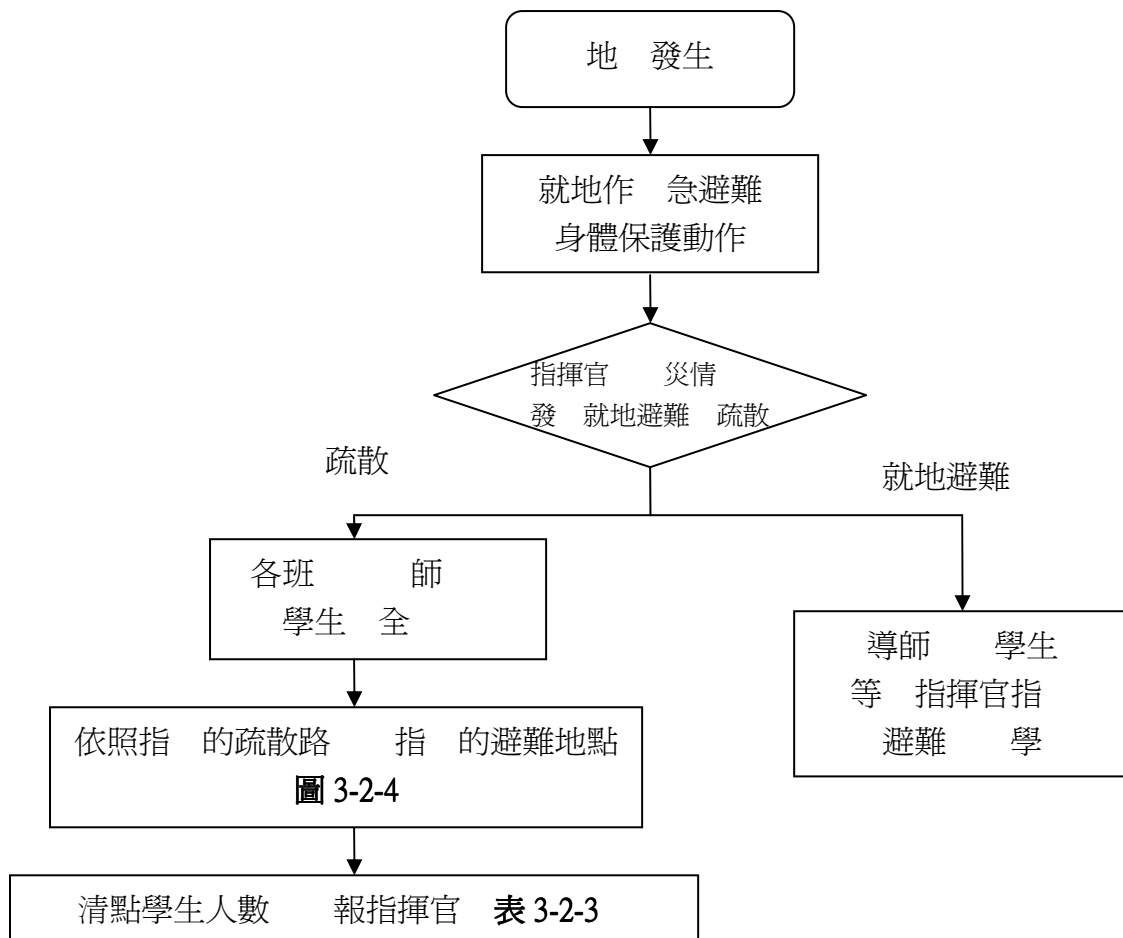 地 發生
就地作 急避難
身體保護動作
指揮官 災情
發 就地避難 疏散
疏散
就地避難
各班 師
學生 全
導師 學生
等 指揮官指
避難 學
依照指 的疏散路 指 的避難地點
圖 3-2-4
清點學生人數 報指揮官 表 3-2-3